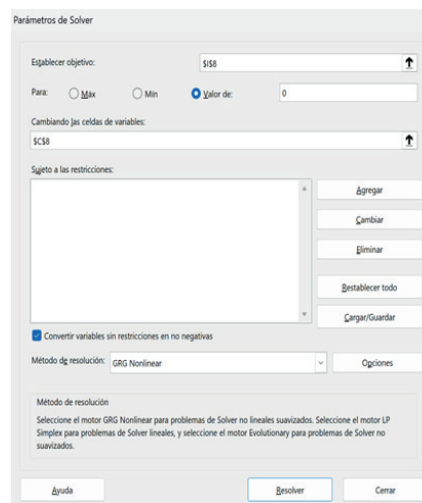 Parámetros de Solver
Establecer objetivo: $I$8
Para: Máx Mín Valor de: 0
Cambiando las celdas de variables:
$C$8
Sujeto a las restricciones:
Agregar
Cambiar
Eliminar
Restablecer todo
Cargar/Guardar
Convertir variables sin restricciones en no negativas
Método de resolución: GRG Nonlinear Opciones
Método de resolución
Seleccione el motor GRG Nonlinear para problemas de Solver no lineales suavizados. Seleccione el motor LP
Simplex para problemas de Solver lineales, y seleccione el motor Evolutionary para problemas de Solver no
suavizados.
Ayuda Resolver Cerrar